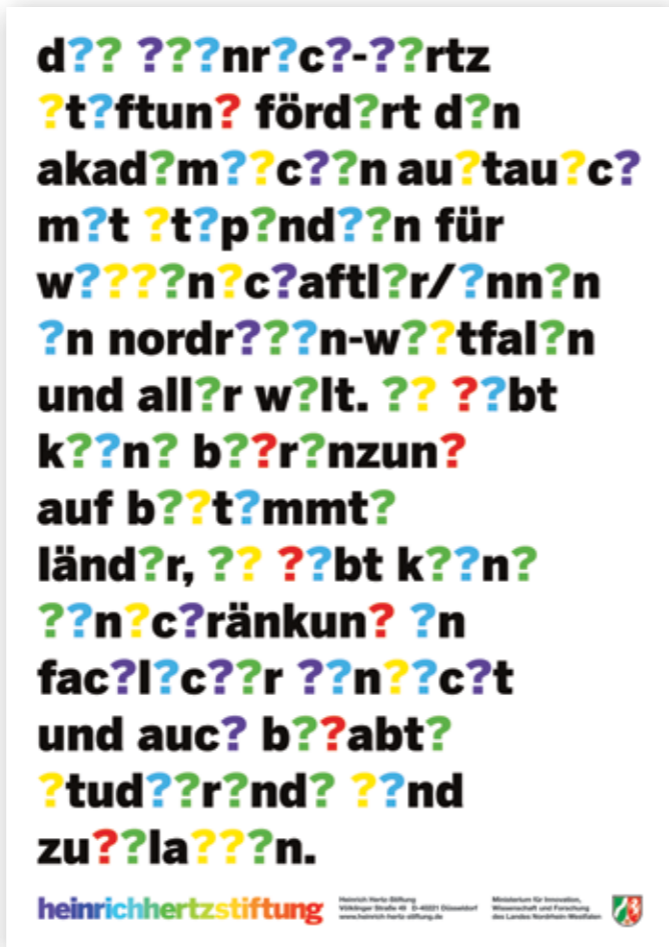 d?? ???nr?c?-??rtz
?t?ftun? förd?rt d?n
akad?m??c??n au?tau?c?
m?t ?t?p?nd??n für
w????n?c?aftl?r/?nn?n
?n nordr???n-w??tfal?n
und all?r w?lt. ?? ??bt
k??n? b??r?nzun?
auf b??t?mmt?
länd?r, ?? ??bt k??n?
??n?c?ränkun? ?n
fac?l?c??r ??n??c?t
und auc? b??abt?
?tud??r?nd? ??nd
zu??la???n.
heinrichhertzstiftung
Heinrich Hertz-Stiftung
Völklinger Straße 49 D-40221 Düsseldorf
www.heinrich-hertz-stiftung.de
Ministerium für Innovation,
Wissenschaft und Forschung
des Landes Nordrhein-Westfalen